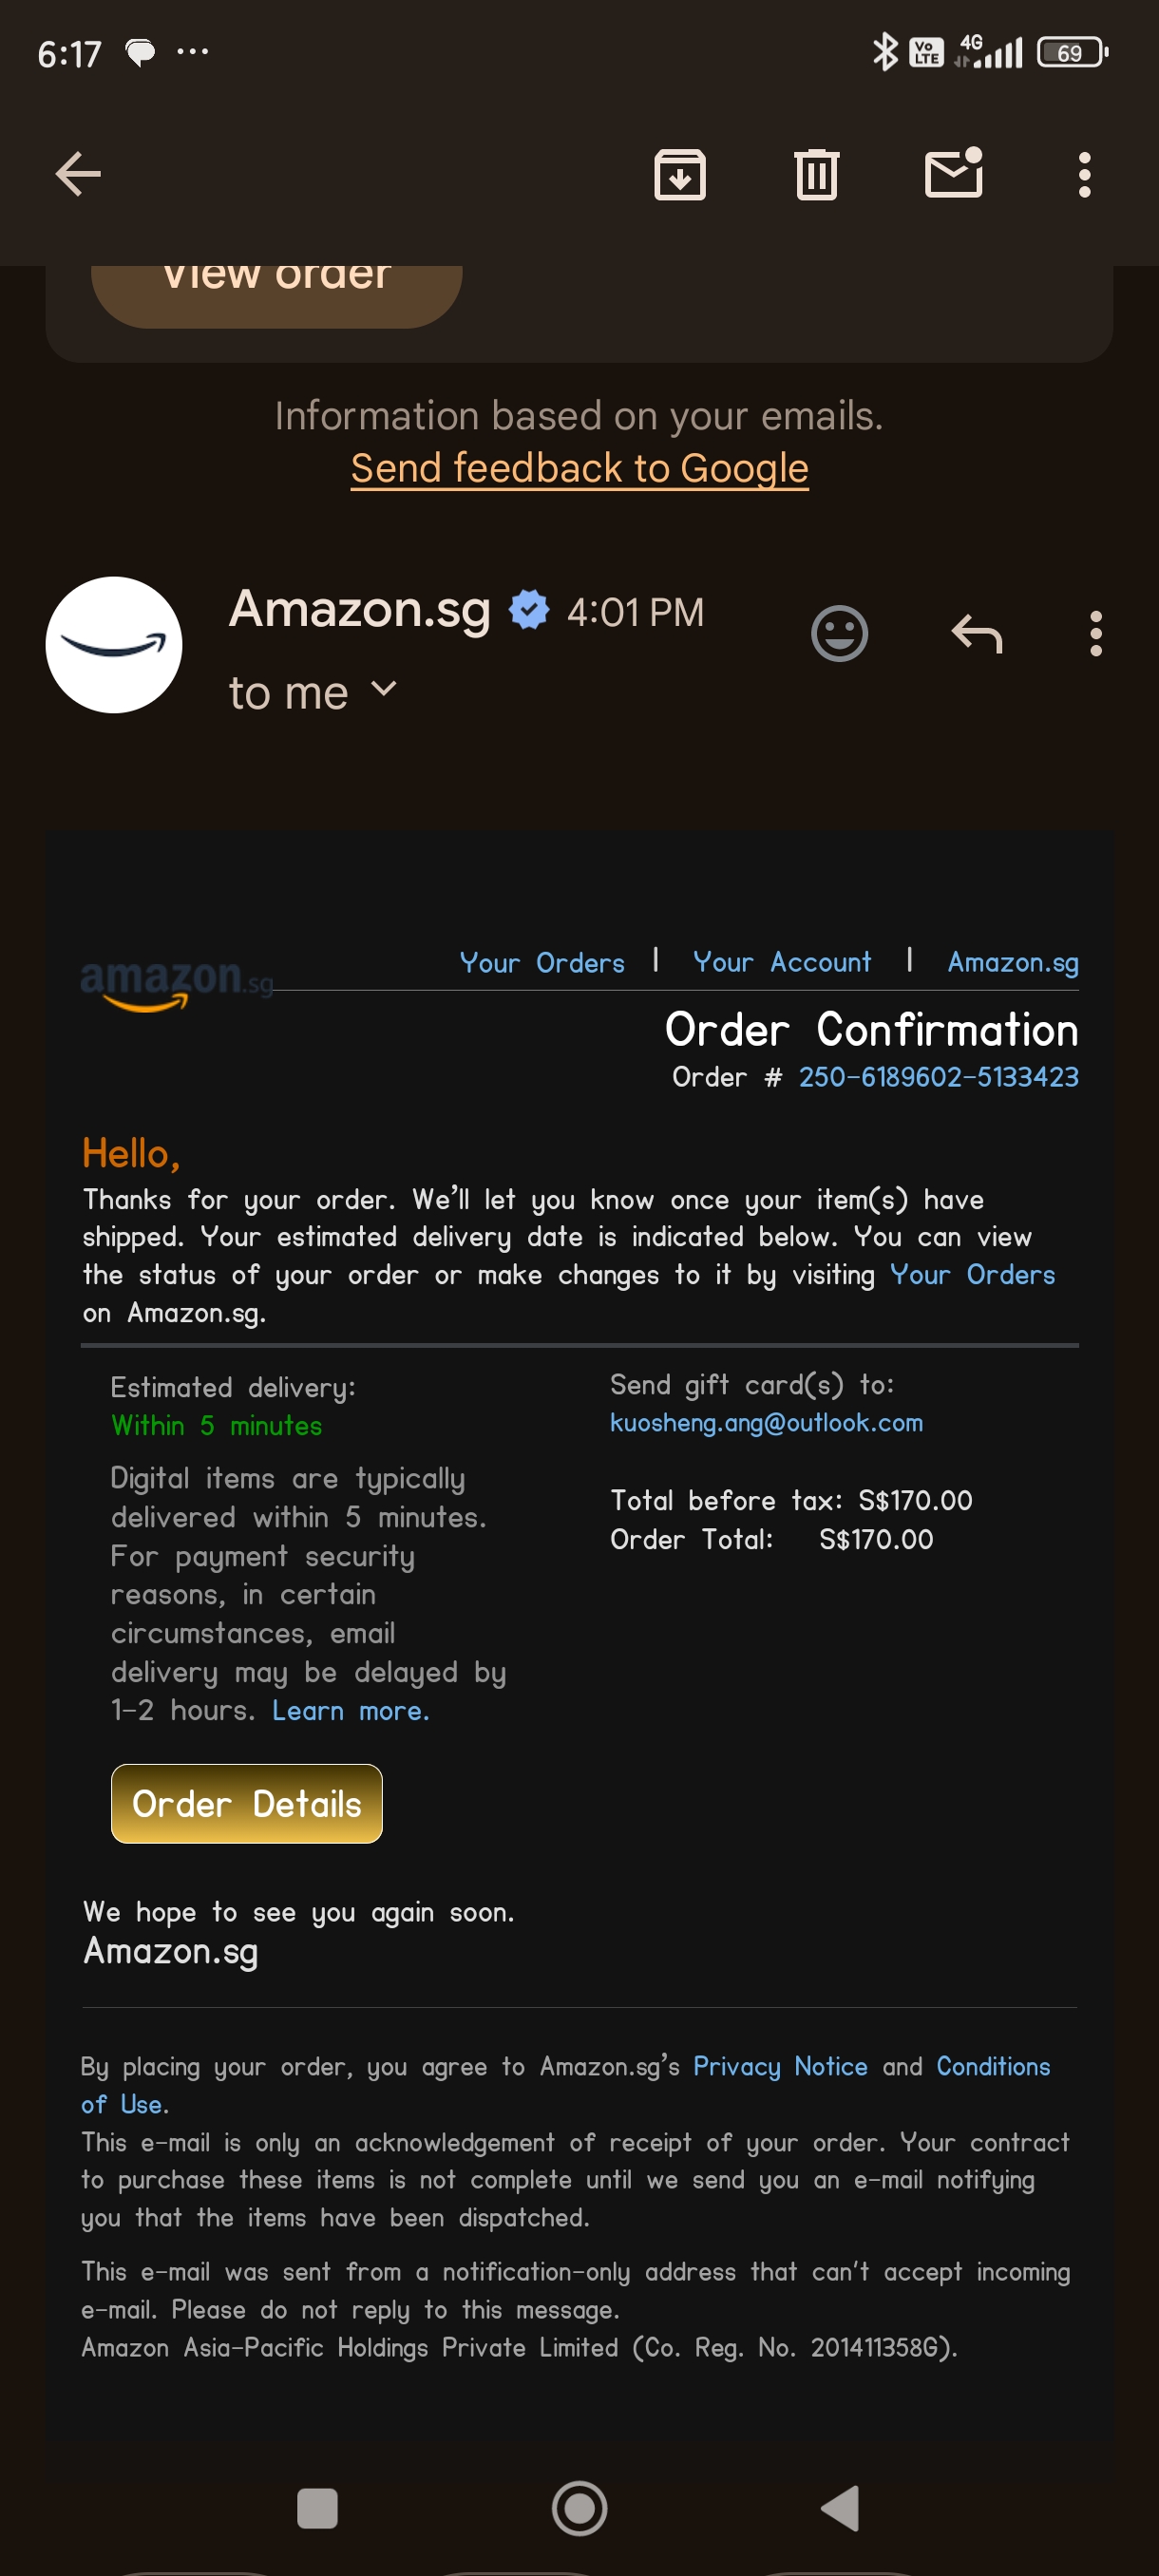 6:17
Vo LTE 4G 69
View order
Information based on your emails.
Send feedback to Google
Amazon.sg 4:01 PM
to me
amazon.sg
Your Orders | Your Account | Amazon.sg
Order Confirmation
Order # 250-6189602-5133423
Hello,
Thanks for your order. We'll let you know once your item(s) have
shipped. Your estimated delivery date is indicated below. You can view
the status of your order or make changes to it by visiting Your Orders
on Amazon.sg.
Estimated delivery:
Within 5 minutes
Digital items are typically
delivered within 5 minutes.
For payment security
reasons, in certain
circumstances, email
delivery may be delayed by
1-2 hours. Learn more.
Send gift card(s) to:
kuosheng.ang@outlook.com
Total before tax: S$170.00
Order Total: S$170.00
Order Details
We hope to see you again soon.
Amazon.sg
By placing your order, you agree to Amazon.sg's Privacy Notice and Conditions
of Use.
This e-mail is only an acknowledgement of receipt of your order. Your contract
to purchase these items is not complete until we send you an e-mail notifying
you that the items have been dispatched.
This e-mail was sent from a notification-only address that can't accept incoming
e-mail. Please do not reply to this message.
Amazon Asia-Pacific Holdings Private Limited (Co. Reg. No. 201411358G).